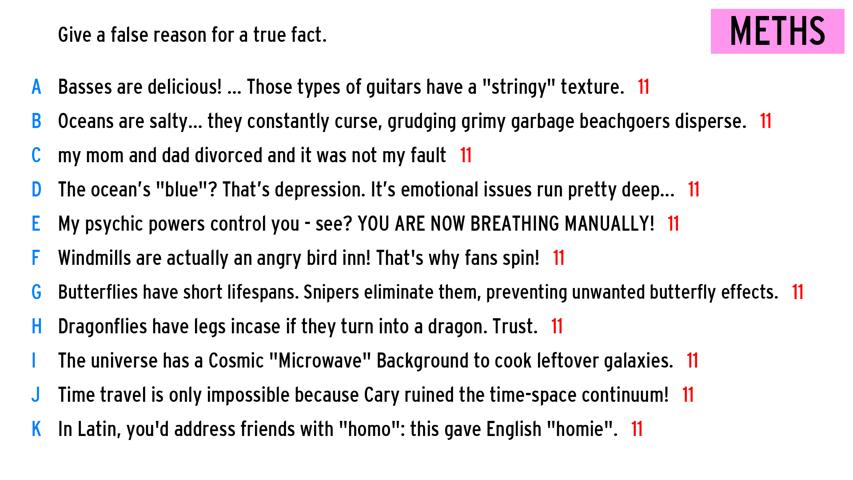 Give a false reason for a true fact.
METHS
A Basses are delicious! ... Those types of guitars have a "stringy" texture. 11
B Oceans are salty... they constantly curse, grudging grimy garbage beachgoers disperse. 11
C my mom and dad divorced and it was not my fault 11
D The ocean's "blue"? That's depression. It's emotional issues run pretty deep... 11
E My psychic powers control you - see? YOU ARE NOW BREATHING MANUALLY! 11
F Windmills are actually an angry bird inn! That's why fans spin! 11
G Butterflies have short lifespans. Snipers eliminate them, preventing unwanted butterfly effects. 11
H Dragonflies have legs incase if they turn into a dragon. Trust. 11
I The universe has a Cosmic "Microwave" Background to cook leftover galaxies. 11
J Time travel is only impossible because Cary ruined the time-space continuum! 11
K In Latin, you'd address friends with "homo": this gave English "homie". 11